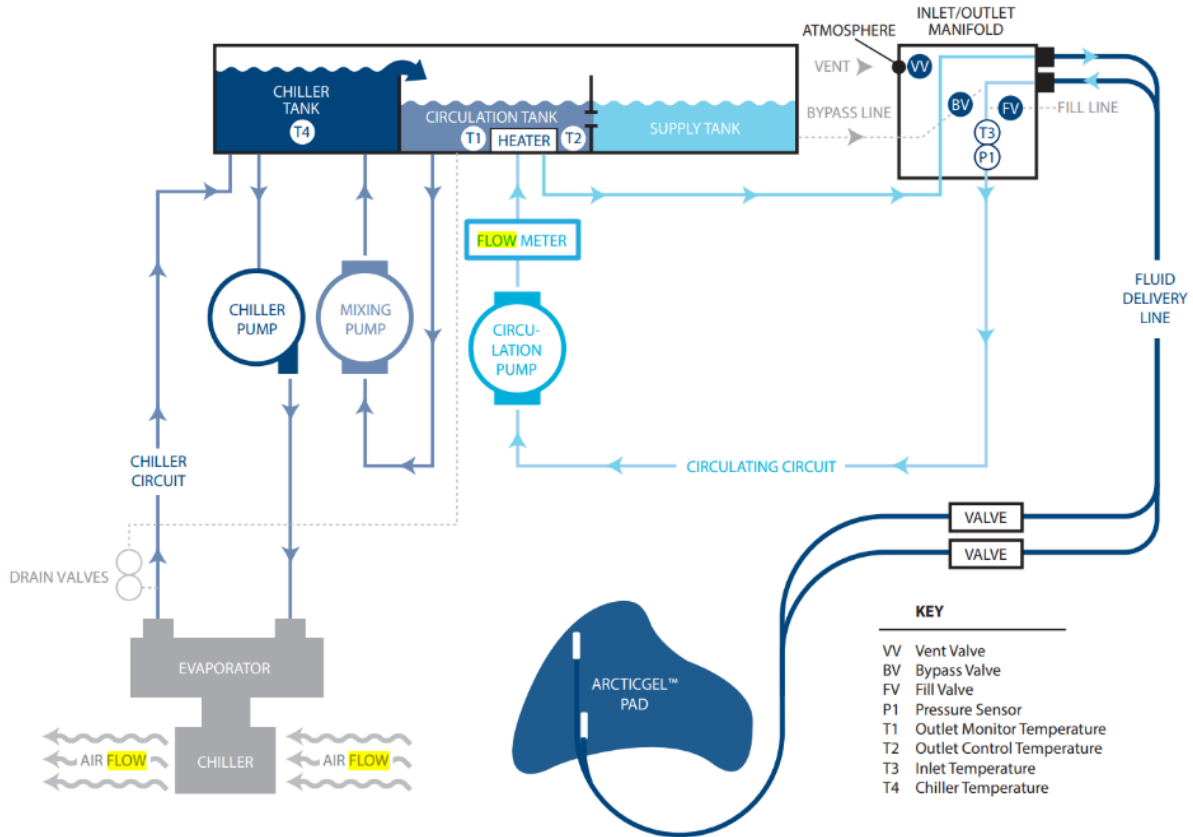 INLET/OUTLET
MANIFOLD
ATMOSPHERE
VENT
VV
CHILLER
TANK
T4
CIRCULATION TANK
T1
HEATER
T2
SUPPLY TANK
BYPASS LINE
BV
FV
FILL LINE
T3
P1
FLOW METER
CHILLER
PUMP
MIXING
PUMP
CIRCU-
LATION
PUMP
FLUID
DELIVERY
LINE
CHILLER
CIRCUIT
CIRCULATING CIRCUIT
VALVE
VALVE
DRAIN VALVES
EVAPORATOR
CHILLER
AIR FLOW
AIR FLOW
ARCTICGEL™
PAD
KEY
VV Vent Valve
BV Bypass Valve
FV Fill Valve
P1 Pressure Sensor
T1 Outlet Monitor Temperature
T2 Outlet Control Temperature
T3 Inlet Temperature
T4 Chiller Temperature